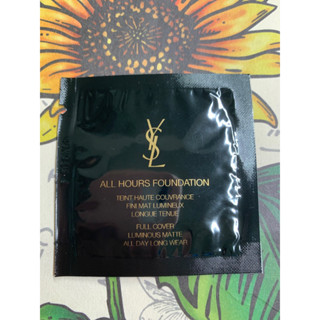 YSL
ALL HOURS FOUNDATION
TEINT HAUTE COUVRANCE
FINI MAT LUMINEUX
LONGUE TENUE
FULL COVER
LUMINOUS MATTE
ALL DAY LONG WEAR